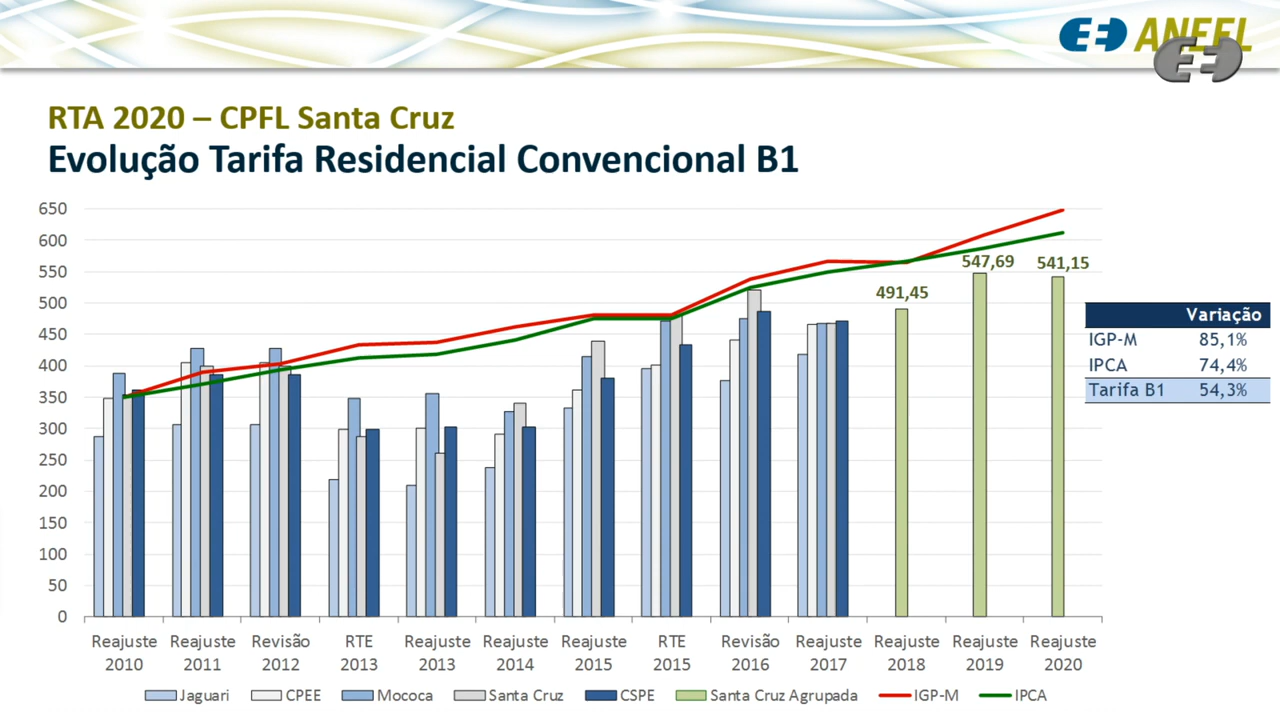 ANEEL
RTA 2020 – CPFL Santa Cruz
Evolução Tarifa Residencial Convencional B1
650
600
550
500
450
400
350
300
250
200
150
100
50
0
491,45
547,69
541,15
Variação
IGP-M 85,1%
IPCA 74,4%
Tarifa B1 54,3%
Reajuste 2010
Reajuste 2011
Revisão 2012
RTE 2013
Reajuste 2013
Reajuste 2014
Reajuste 2015
RTE 2015
Revisão 2016
Reajuste 2017
Reajuste 2018
Reajuste 2019
Reajuste 2020
Jaguari CPEE Mococa Santa Cruz CSPE Santa Cruz Agrupada IGP-M IPCA